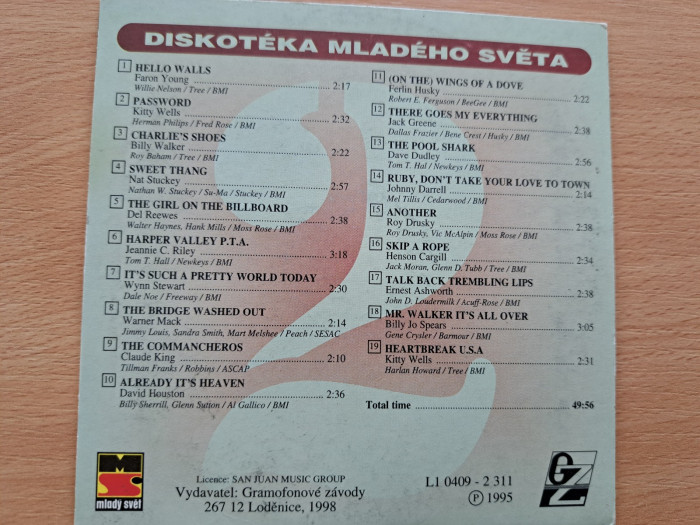 DISKOTÉKA MLADÉHO SVĚTA
1 HELLO WALLS
Faron Young 2:17
Willie Nelson / Tree / BMI
2 PASSWORD
Kitty Wells 2:32
Herman Philips / Fred Rose / BMI
3 CHARLIE'S SHOES
Billy Walker 2:22
Roy Baham / Tree / BMI
4 SWEET THANG
Nat Stuckey 2:57
Nathan W. Stuckey / Su-Ma / Stuckey / BMI
5 THE GIRL ON THE BILLBOARD
Del Reewes 2:38
Walter Haynes, Hank Mills / Moss Rose / BMI
6 HARPER VALLEY P.T.A.
Jeannie C. Riley 3:18
Tom T. Hall / Newkeys / BMI
7 IT'S SUCH A PRETTY WORLD TODAY
Wynn Stewart 2:30
Dale Noe / Freeway / BMI
8 THE BRIDGE WASHED OUT
Warner Mack 2:14
Jimmy Louis, Sandra Smith, Mart Melshee / Peach / SESAC
9 THE COMMANCHEROS
Claude King 2:10
Tillman Franks / Robbins / ASCAP
10 ALREADY IT'S HEAVEN
David Houston 2:36
Billy Sherrill, Glenn Sutton / Al Gallico / BMI
11 (ON THE) WINGS OF A DOVE
Ferlin Husky 2:22
Robert E. Ferguson / BeeGee / BMI
12 THERE GOES MY EVERYTHING
Jack Greene 2:38
Dallas Frazier / Bene Crest / Husky / BMI
13 THE POOL SHARK
Dave Dudley 2:56
Tom T. Hal / Newkeys / BMI
14 RUBY, DON'T TAKE YOUR LOVE TO TOWN
Johnny Darrell 2:14
Mel Tillis / Cedarwood / BMI
15 ANOTHER
Roy Drusky 2:38
Roy Drusky, Vic McAlpin / Moss Rose / BMI
16 SKIP A ROPE
Henson Cargill 2:34
Jack Moran, Glenn D. Tubb / Tree / BMI
17 TALK BACK TREMBLING LIPS
Ernest Ashworth 2:38
John D. Loudermilk / Acuff-Rose / BMI
18 MR. WALKER IT'S ALL OVER
Billy Jo Spears 3:05
Gene Crysler / Barmour / BMI
19 HEARTBREAK U.S.A
Kitty Wells 2:31
Harlan Howard / Tree / BMI
Total time 49:56
MS
mladý svět
Licence: SAN JUAN MUSIC GROUP
Vydavatel: Gramofonové závody
267 12 Loděnice, 1998
L1 0409 - 2 311
Ⓟ 1995
GZ